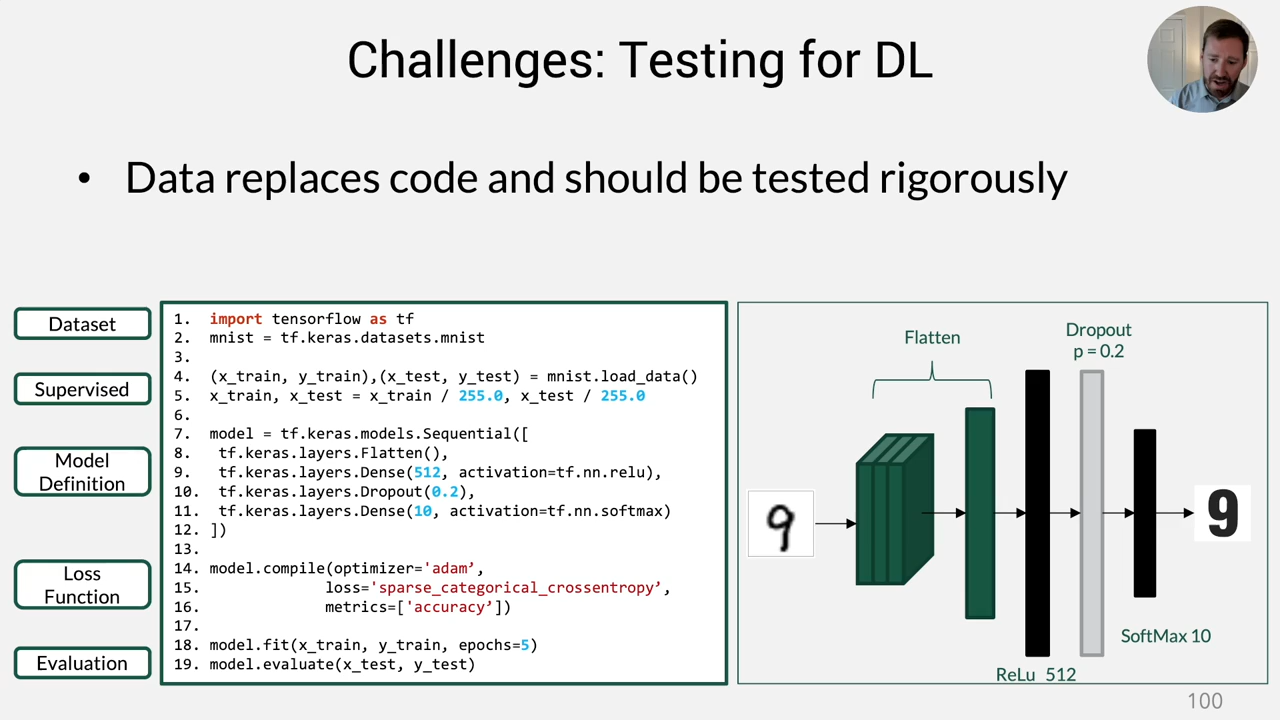 Challenges: Testing for DL
• Data replaces code and should be tested rigorously
Dataset
Supervised
Model
Definition
Loss
Function
Evaluation
1. import tensorflow as tf
2. mnist = tf.keras.datasets.mnist
3.
4. (x_train, y_train),(x_test, y_test) = mnist.load_data()
5. x_train, x_test = x_train / 255.0, x_test / 255.0
6.
7. model = tf.keras.models.Sequential([
8. tf.keras.layers.Flatten(),
9. tf.keras.layers.Dense(512, activation=tf.nn.relu),
10. tf.keras.layers.Dropout(0.2),
11. tf.keras.layers.Dense(10, activation=tf.nn.softmax)
12. ])
13.
14. model.compile(optimizer='adam’,
15. loss='sparse_categorical_crossentropy’,
16. metrics=['accuracy’])
17.
18. model.fit(x_train, y_train, epochs=5)
19. model.evaluate(x_test, y_test)
Flatten
Dropout
p = 0.2
9
9
SoftMax 10
ReLu 512
100